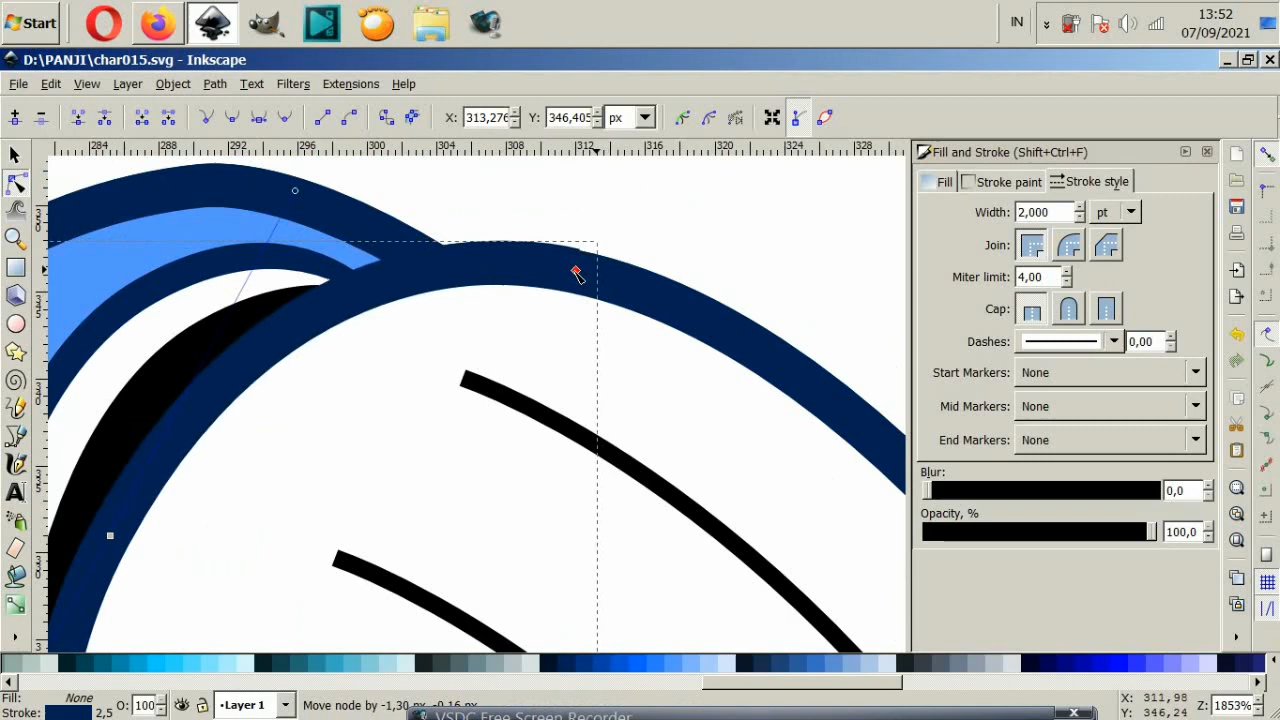 Start
IN
13:52
07/09/2021
D:\PANJI\char015.svg - Inkscape
File Edit View Layer Object Path Text Filters Extensions Help
X: 313,276 Y: 346,405 px
284 292 296 300 304 308 312 316 320 324 328
Fill and Stroke (Shift+Ctrl+F)
Fill Stroke paint Stroke style
Width: 2,000 pt
Join:
Miter limit: 4,00
Cap:
Dashes: 0,00
Start Markers: None
Mid Markers: None
End Markers: None
Blur:
0,0
Opacity, %
100,0
Fill: None
Stroke: 2,5
O: 100
Layer 1
Move node by -1,30 px, -0,16 px
X: 311,98
Y: 346,24
Z: 1853%
VSDC Free Screen Recorder